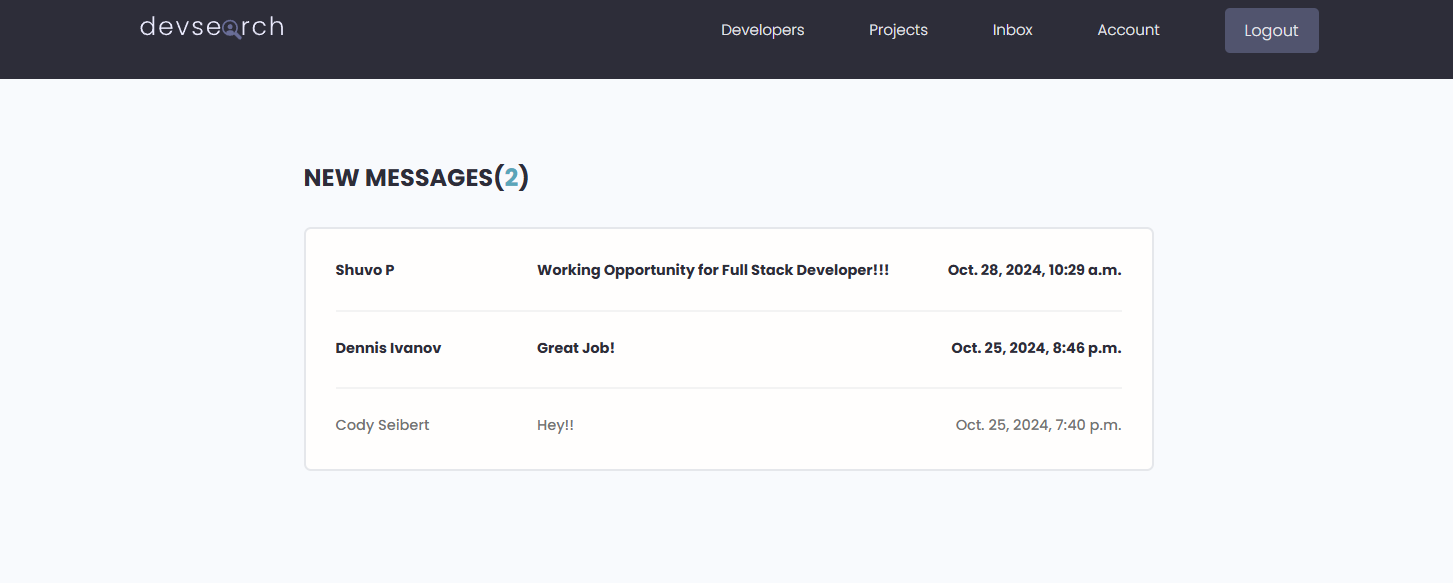 devsearch Developers Projects Inbox Account Logout
NEW MESSAGES(2)
Shuvo P Working Opportunity for Full Stack Developer!!! Oct. 28, 2024, 10:29 a.m.
Dennis Ivanov Great Job! Oct. 25, 2024, 8:46 p.m.
Cody Seibert Hey!! Oct. 25, 2024, 7:40 p.m.